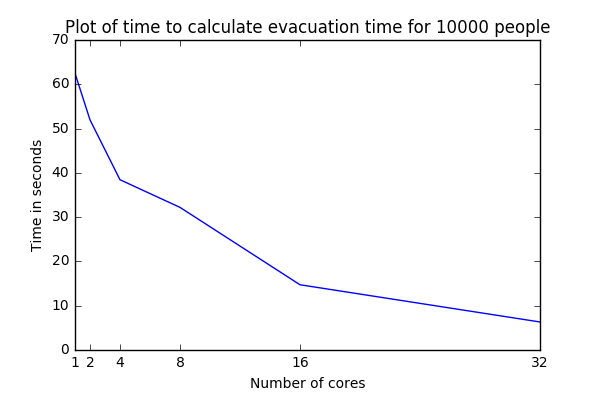 Plot of time to calculate evacuation time for 10000 people
70
60
50
40
30
20
10
0
Time in seconds
1 2 4 8 16 32
Number of cores